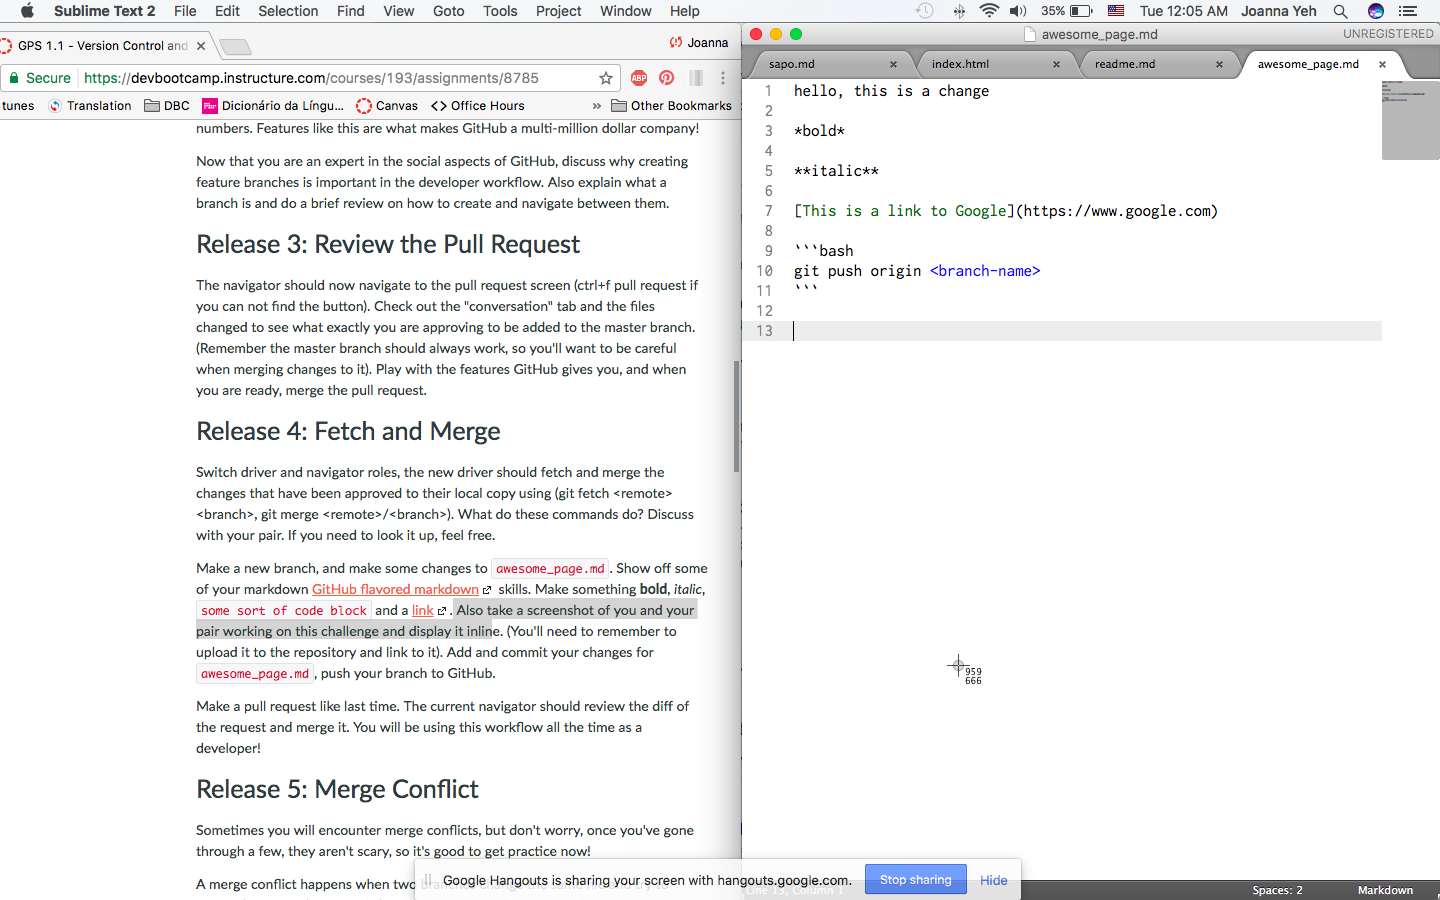 Sublime Text 2 File Edit Selection Find View Goto Tools Project Window Help 35% Tue 12:05 AM Joanna Yeh
GPS 1.1 - Version Control and Joanna
Secure https://devbootcamp.instructure.com/courses/193/assignments/8785 ABP
tunes Translation DBC Dicionário da Língu... Canvas <> Office Hours » Other Bookmarks
numbers. Features like this are what makes GitHub a multi-million dollar company!
Now that you are an expert in the social aspects of GitHub, discuss why creating
feature branches is important in the developer workflow. Also explain what a
branch is and do a brief review on how to create and navigate between them.
Release 3: Review the Pull Request
The navigator should now navigate to the pull request screen (ctrl+f pull request if
you can not find the button). Check out the "conversation" tab and the files
changed to see what exactly you are approving to be added to the master branch.
(Remember the master branch should always work, so you'll want to be careful
when merging changes to it). Play with the features GitHub gives you, and when
you are ready, merge the pull request.
Release 4: Fetch and Merge
Switch driver and navigator roles, the new driver should fetch and merge the
changes that have been approved to their local copy using (git fetch <remote>
<branch>, git merge <remote>/<branch>). What do these commands do? Discuss
with your pair. If you need to look it up, feel free.
Make a new branch, and make some changes to awesome_page.md. Show off some
of your markdown GitHub flavored markdown skills. Make something bold, italic,
some sort of code block and a link . Also take a screenshot of you and your
pair working on this challenge and display it inline. (You'll need to remember to
upload it to the repository and link to it). Add and commit your changes for
awesome_page.md, push your branch to GitHub.
Make a pull request like last time. The current navigator should review the diff of
the request and merge it. You will be using this workflow all the time as a
developer!
Release 5: Merge Conflict
Sometimes you will encounter merge conflicts, but don't worry, once you've gone
through a few, they aren't scary, so it's good to get practice now!
A merge conflict happens when two
awesome_page.md UNREGISTERED
sapo.md index.html readme.md awesome_page.md
1 hello, this is a change
2
3 *bold*
4
5 **italic**
6
7 [This is a link to Google](https://www.google.com)
8
9 ```bash
10 git push origin <branch-name>
11 ```
12
13
959
666
Google Hangouts is sharing your screen with hangouts.google.com. Stop sharing Hide
Line 13, Column 1 Spaces: 2 Markdown